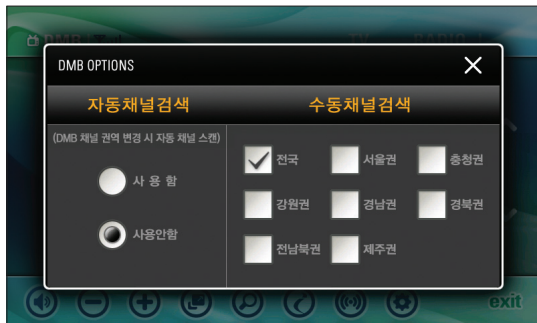 DMB
TV
RADIO
DMB OPTIONS
자동채널검색
수동채널검색
(DMB 채널 권역 변경 시 자동 채널 스캔)
사 용 함
사용안함
전국
서울권
충청권
강원권
경남권
경북권
전남북권
제주권
exit